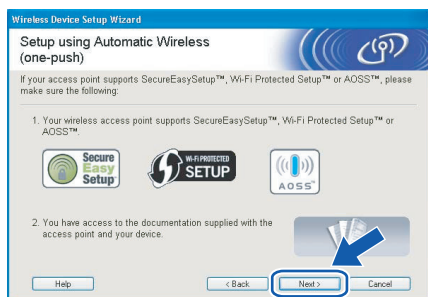 Wireless Device Setup Wizard
Setup using Automatic Wireless
(one-push)
If your access point supports SecureEasySetup™, Wi-Fi Protected Setup™ or AOSS™, please
make sure the following:
1. Your wireless access point supports SecureEasySetup™, Wi-Fi Protected Setup™ or
AOSS™.
Secure
Easy
Setup
Wi-Fi PROTECTED
SETUP
AOSS™
2. You have access to the documentation supplied with the
access point and your device.
Help
< Back
Next >
Cancel